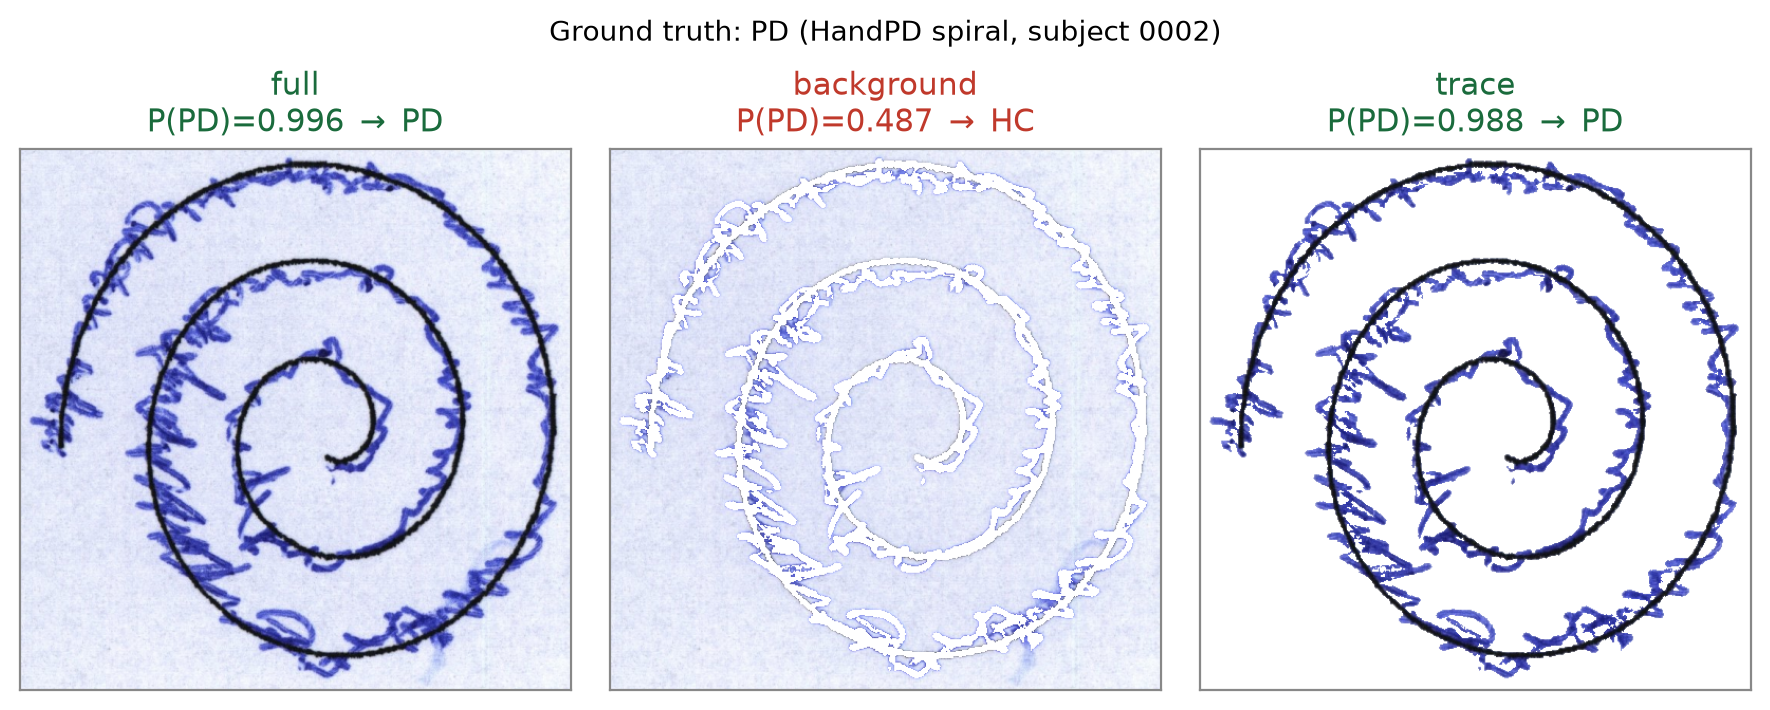 Ground truth: PD (HandPD spiral, subject 0002)
full
P(PD)=0.996 → PD
background
P(PD)=0.487 → HC
trace
P(PD)=0.988 → PD